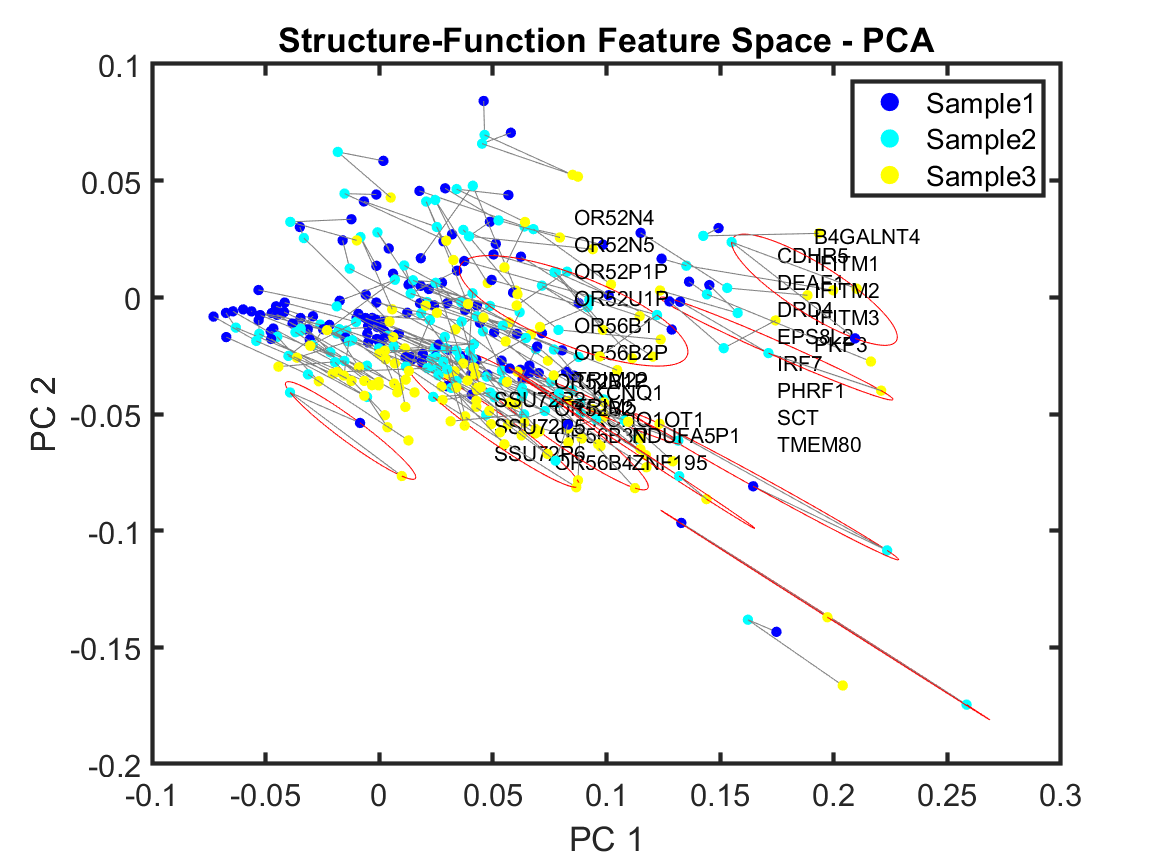 Structure-Function Feature Space - PCA
Sample1
Sample2
Sample3
0.1
0.05
0
-0.05
-0.1
-0.15
-0.2
PC 2
OR52N4
OR52N5
OR52P1P
OR52U1P
OR56B1
OR56B2P
B4GALNT4
IFITM1
IFITM2
IFITM3
PKP3
CDHR5
DEAF1
DRD4
EPS8L2
IRF7
PHRF1
SCT
TMEM80
KCNQ1
KCNQ1OT1
NDUFA5P1
ZNF195
SSU72P5
SSU72P6
OR56B4
-0.1
-0.05
0
0.05
0.1
0.15
0.2
0.25
0.3
PC 1